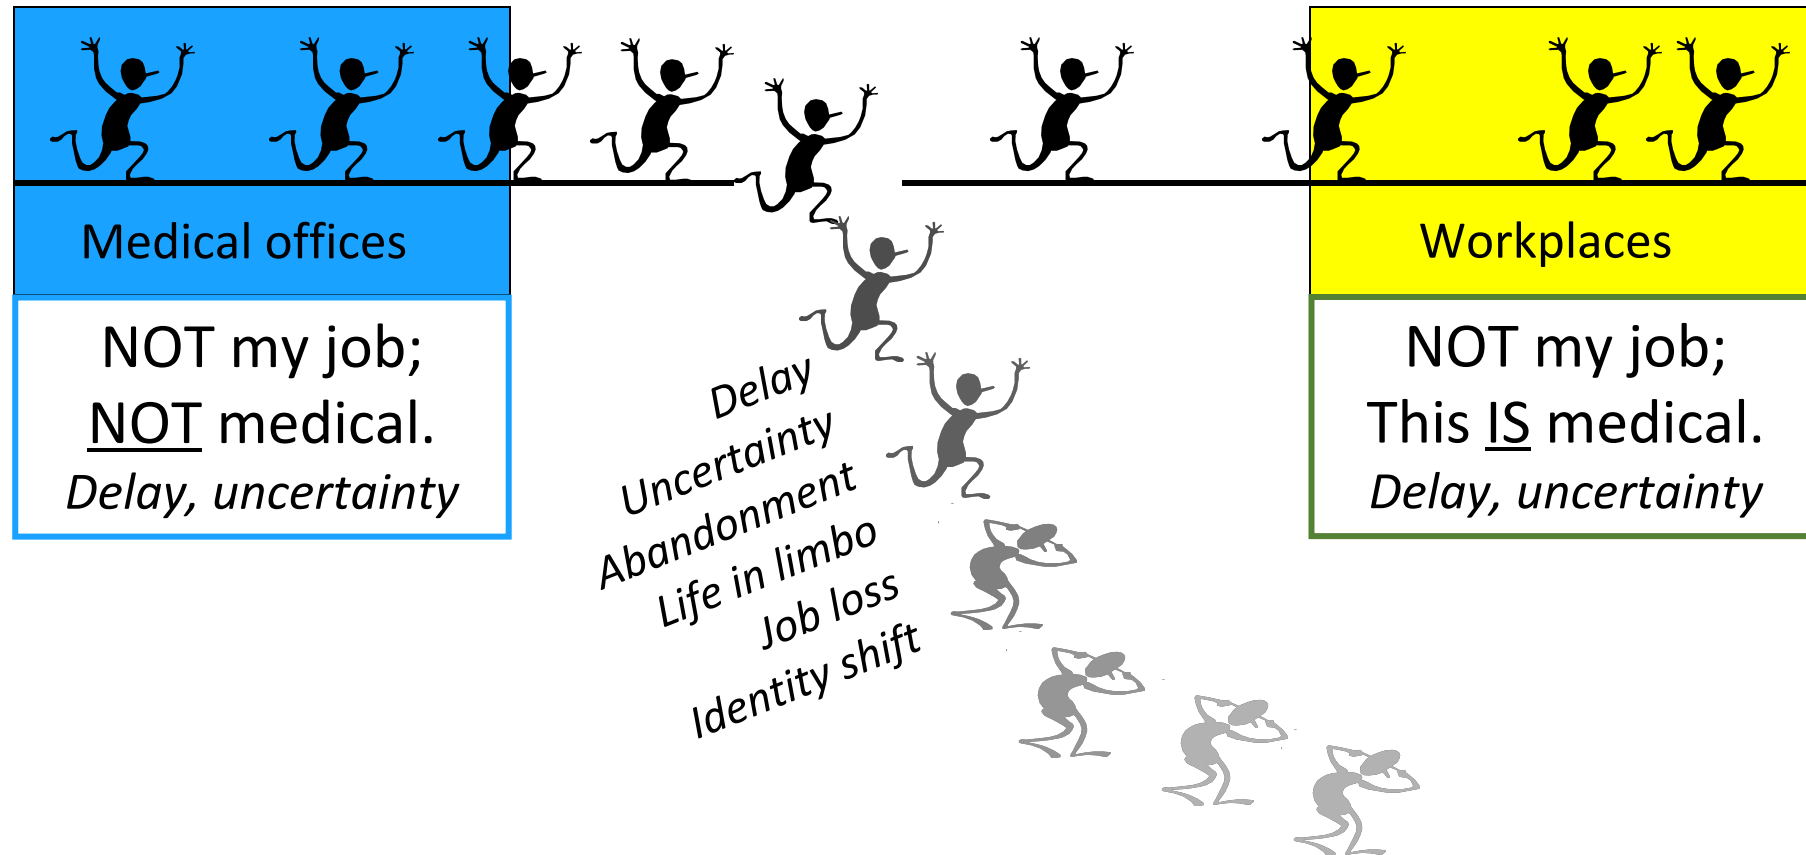 Medical offices
NOT my job;
NOT medical.
Delay, uncertainty
Delay
Uncertainty
Abandonment
Life in limbo
Job loss
Identity shift
Workplaces
NOT my job;
This IS medical.
Delay, uncertainty